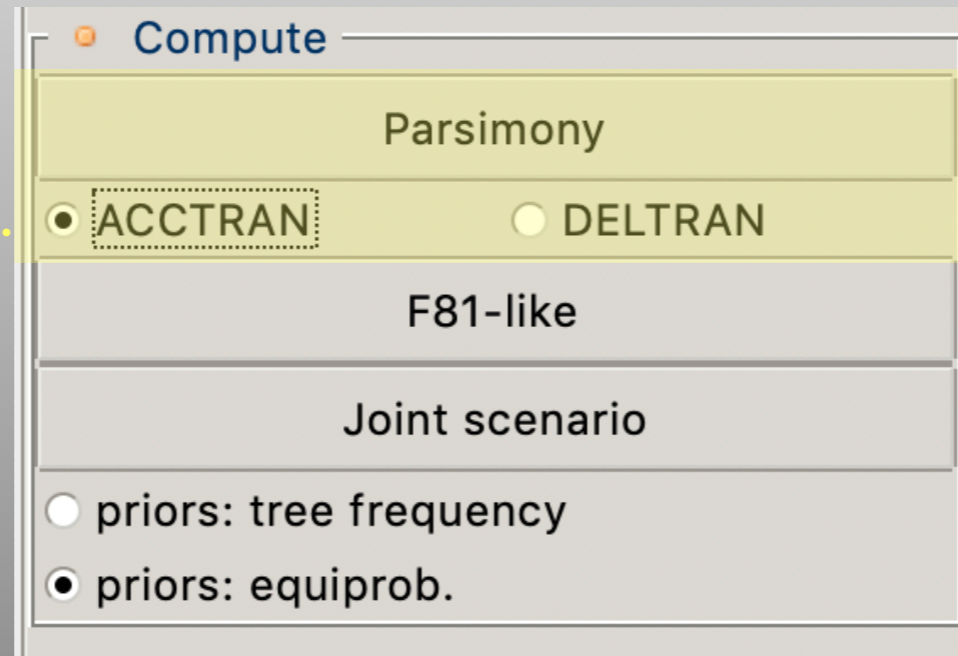 Compute
Parsimony
ACCTRAN DELTRAN
F81-like
Joint scenario
priors: tree frequency
priors: equiprob.